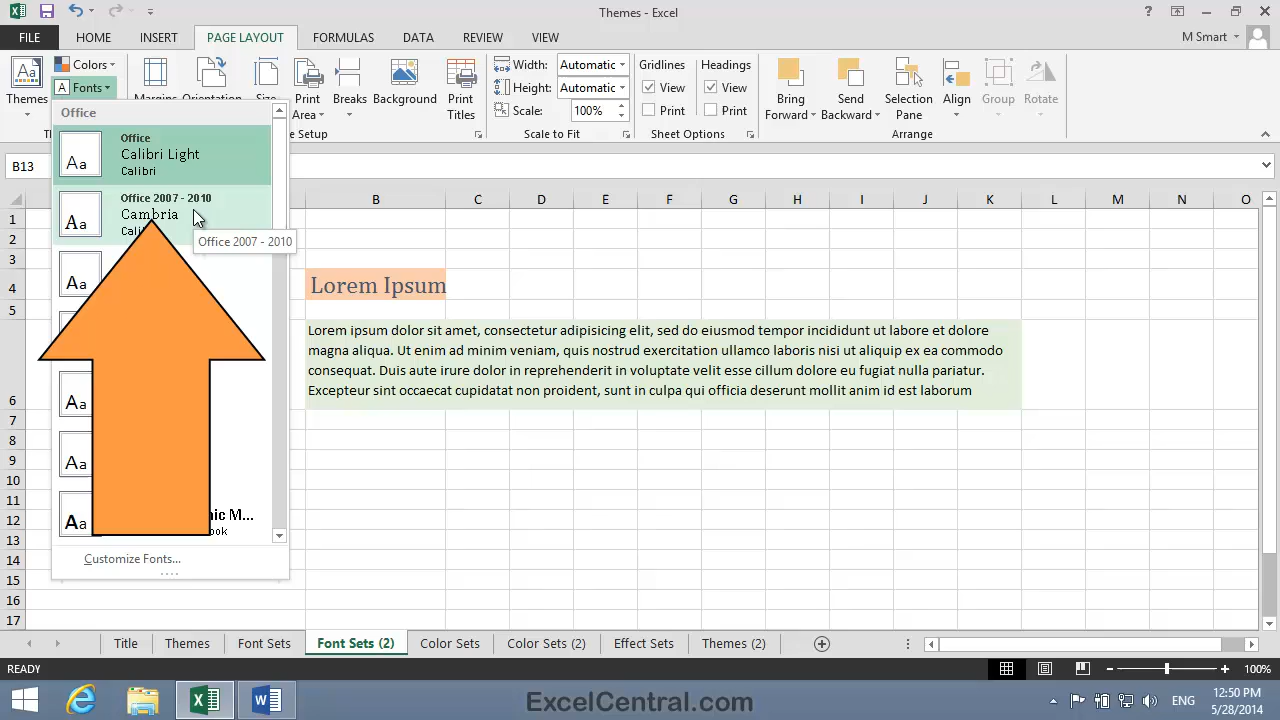 Themes - Excel
M Smart
FILE
HOME
INSERT
PAGE LAYOUT
FORMULAS
DATA
REVIEW
VIEW
Themes
Colors
Fonts
Margins Orientation Size Print Area Breaks Background Print Titles
Width: Automatic
Height: Automatic
Scale: 100%
Gridlines
View
Print
Headings
View
Print
Bring Forward
Send Backward
Selection Pane
Align
Group
Rotate
Setup
Scale to Fit
Sheet Options
Arrange
B13
Office
Office
Calibri Light
Calibri
Aa
Office 2007 - 2010
Cambria
Cali
Aa
Office 2007 - 2010
Aa
Aa
Aa
Aa
Customize Fonts...
B C D E F G H I J K L M N O
1
2
3
4
5
6
7
8
9
10
11
12
13
14
15
16
17
Lorem Ipsum
Lorem ipsum dolor sit amet, consectetur adipisicing elit, sed do eiusmod tempor incididunt ut labore et dolore
magna aliqua. Ut enim ad minim veniam, quis nostrud exercitation ullamco laboris nisi ut aliquip ex ea commodo
consequat. Duis aute irure dolor in reprehenderit in voluptate velit esse cillum dolore eu fugiat nulla pariatur.
Excepteur sint occaecat cupidatat non proident, sunt in culpa qui officia deserunt mollit anim id est laborum
Title Themes Font Sets Font Sets (2) Color Sets Color Sets (2) Effect Sets Themes (2)
READY
100%
ExcelCentral.com
ENG
12:50 PM
5/28/2014